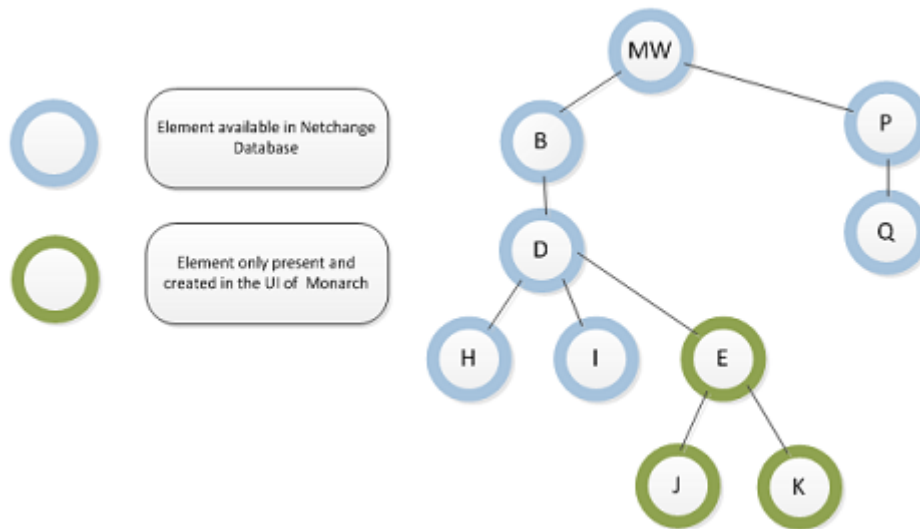 MW
Element available in Netchange
Database
B
P
Q
D
Element only present and
created in the UI of  Monarch
H
I
E
J
K